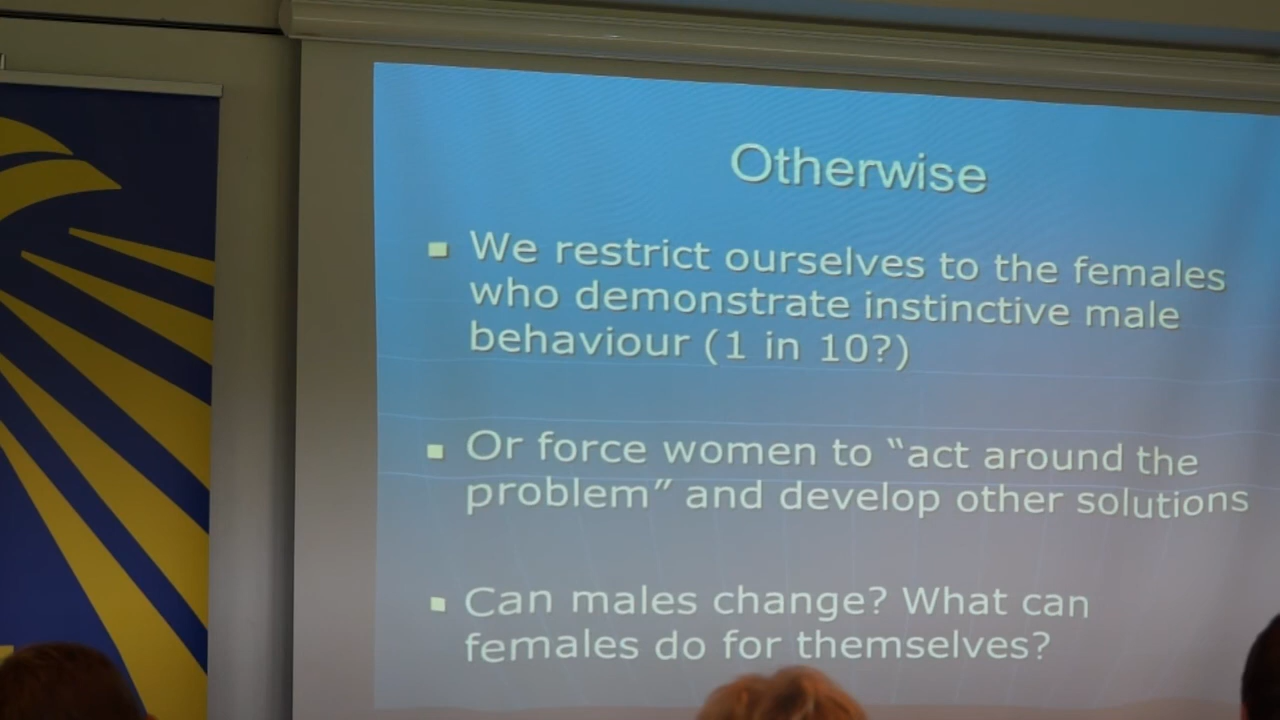 Otherwise
We restrict ourselves to the females
who demonstrate instinctive male
behaviour (1 in 10?)
Or force women to “act around the
problem” and develop other solutions
Can males change? What can
females do for themselves?